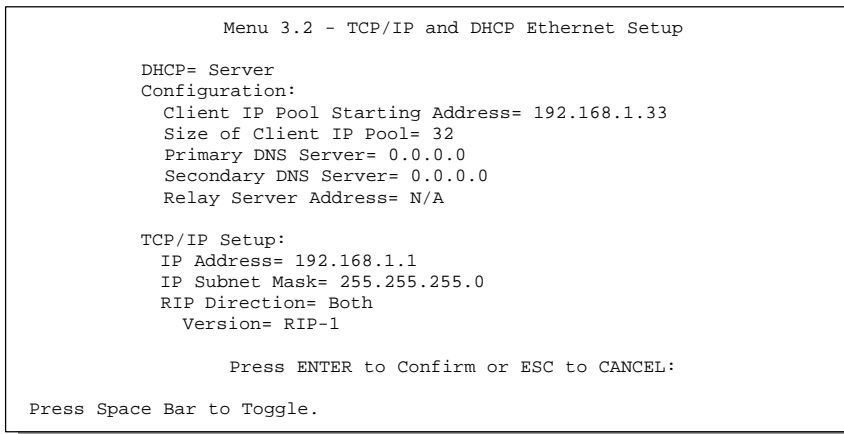 Menu 3.2 - TCP/IP and DHCP Ethernet Setup
DHCP= Server
Configuration:
Client IP Pool Starting Address= 192.168.1.33
Size of Client IP Pool= 32
Primary DNS Server= 0.0.0.0
Secondary DNS Server= 0.0.0.0
Relay Server Address= N/A
TCP/IP Setup:
IP Address= 192.168.1.1
IP Subnet Mask= 255.255.255.0
RIP Direction= Both
Version= RIP-1
Press ENTER to Confirm or ESC to CANCEL:
Press Space Bar to Toggle.